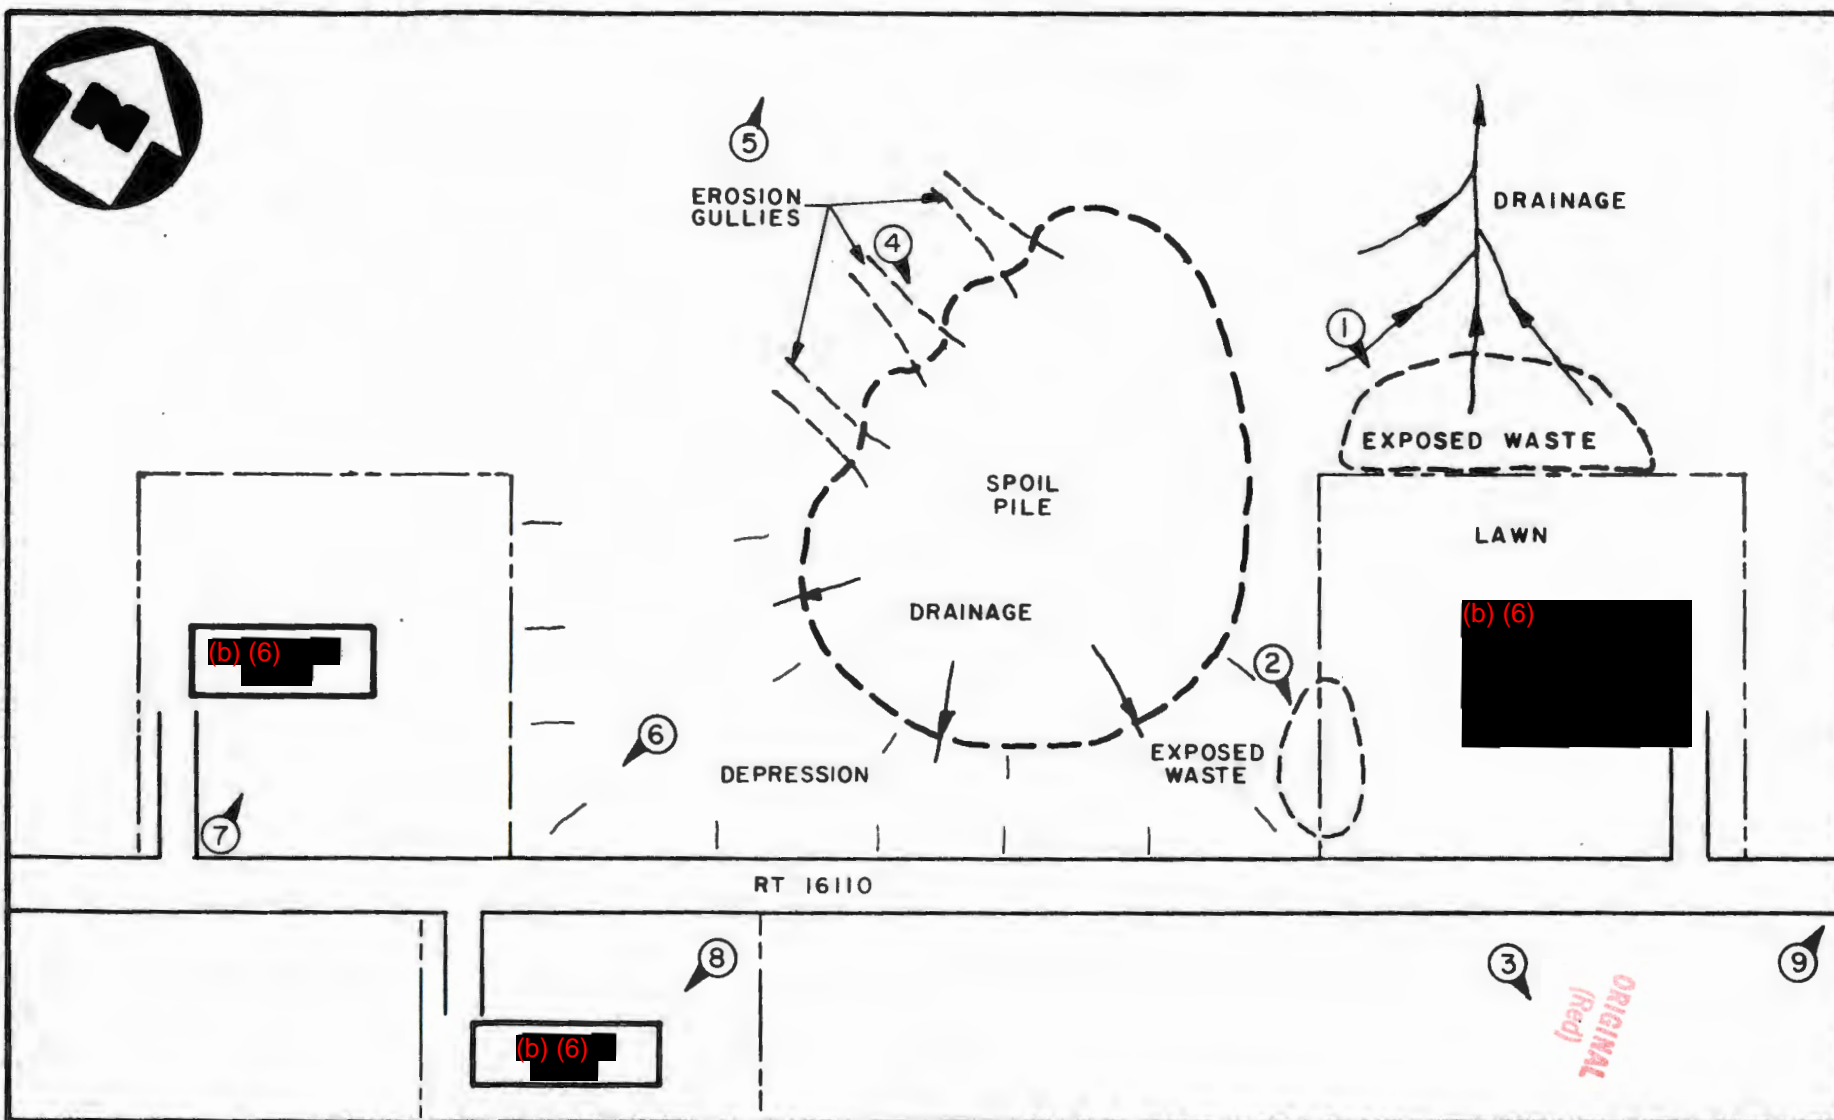 N
5
EROSION
GULLIES
4
DRAINAGE
1
EXPOSED WASTE
SPOIL
PILE
LAWN
DRAINAGE
(b) (6)
(b) (6)
2
6
DEPRESSION
EXPOSED
WASTE
7
RT 16110
8
3
9
ORIGINAL
(Red)
(b) (6)